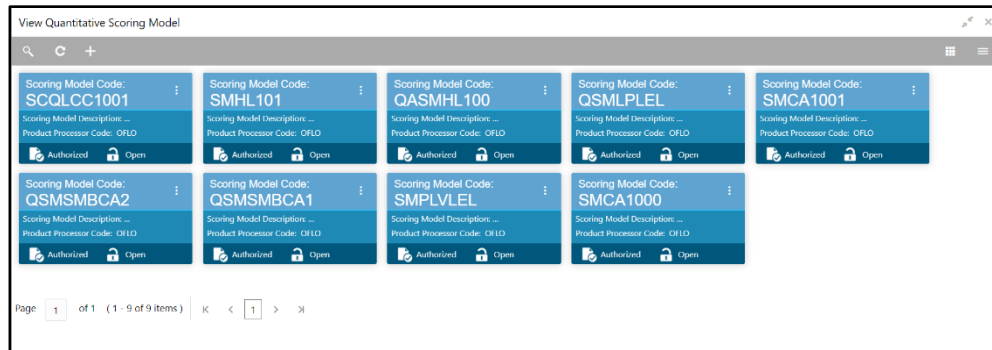 View Quantitative Scoring Model
Scoring Model Code: Scoring Model Code: Scoring Model Code: Scoring Model Code: Scoring Model Code:
SCQLCC1001 SMHL101 QASMHL100 QSMLPLEL SMCA1001
Scoring Model Description: ... Scoring Model Description: ... Scoring Model Description: ... Scoring Model Description: ... Scoring Model Description: ...
Product Processor Code: OFLO Product Processor Code: OFLO Product Processor Code: OFLO Product Processor Code: OFLO Product Processor Code: OFLO
Authorized Open Authorized Open Authorized Open Authorized Open Authorized Open
Scoring Model Code: Scoring Model Code: Scoring Model Code: Scoring Model Code:
QSMSMBCA2 QSMSMBCA1 SMPLVLEL SMCA1000
Scoring Model Description: ... Scoring Model Description: ... Scoring Model Description: ... Scoring Model Description: ...
Product Processor Code: OFLO Product Processor Code: OFLO Product Processor Code: OFLO Product Processor Code: OFLO
Authorized Open Authorized Open Authorized Open Authorized Open
Page 1 of 1 ( 1 - 9 of 9 items ) 1